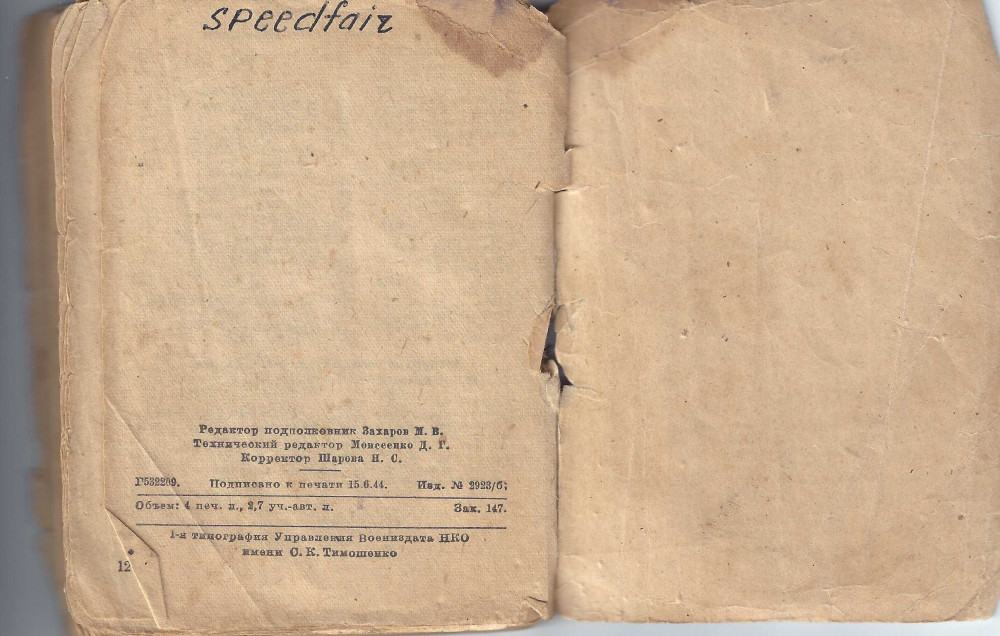 speedfair
Редактор подполковник Захаров М. В.
Технический редактор Моисеенко Д. Г.
Корректор Шарова Н. С.
Г532289. Подписано к печати 15.6.44. Изд. № 2923/б;
Объем: 4 печ. л., 2,7 уч.-авт. л. Зак. 147.
1-я типография Управления Воениздата НКО
имени С. К. Тимошенко
12